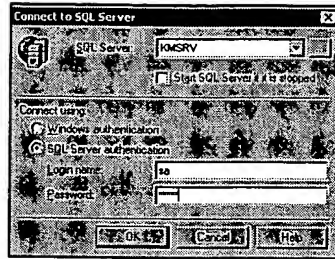 Connect to SQL Server
SQL Server: KMSRV
Start SQL Server if it is stopped
Connect using:
Windows authentication
SQL Server authentication
Login name: sa
Password:
OK Cancel Help